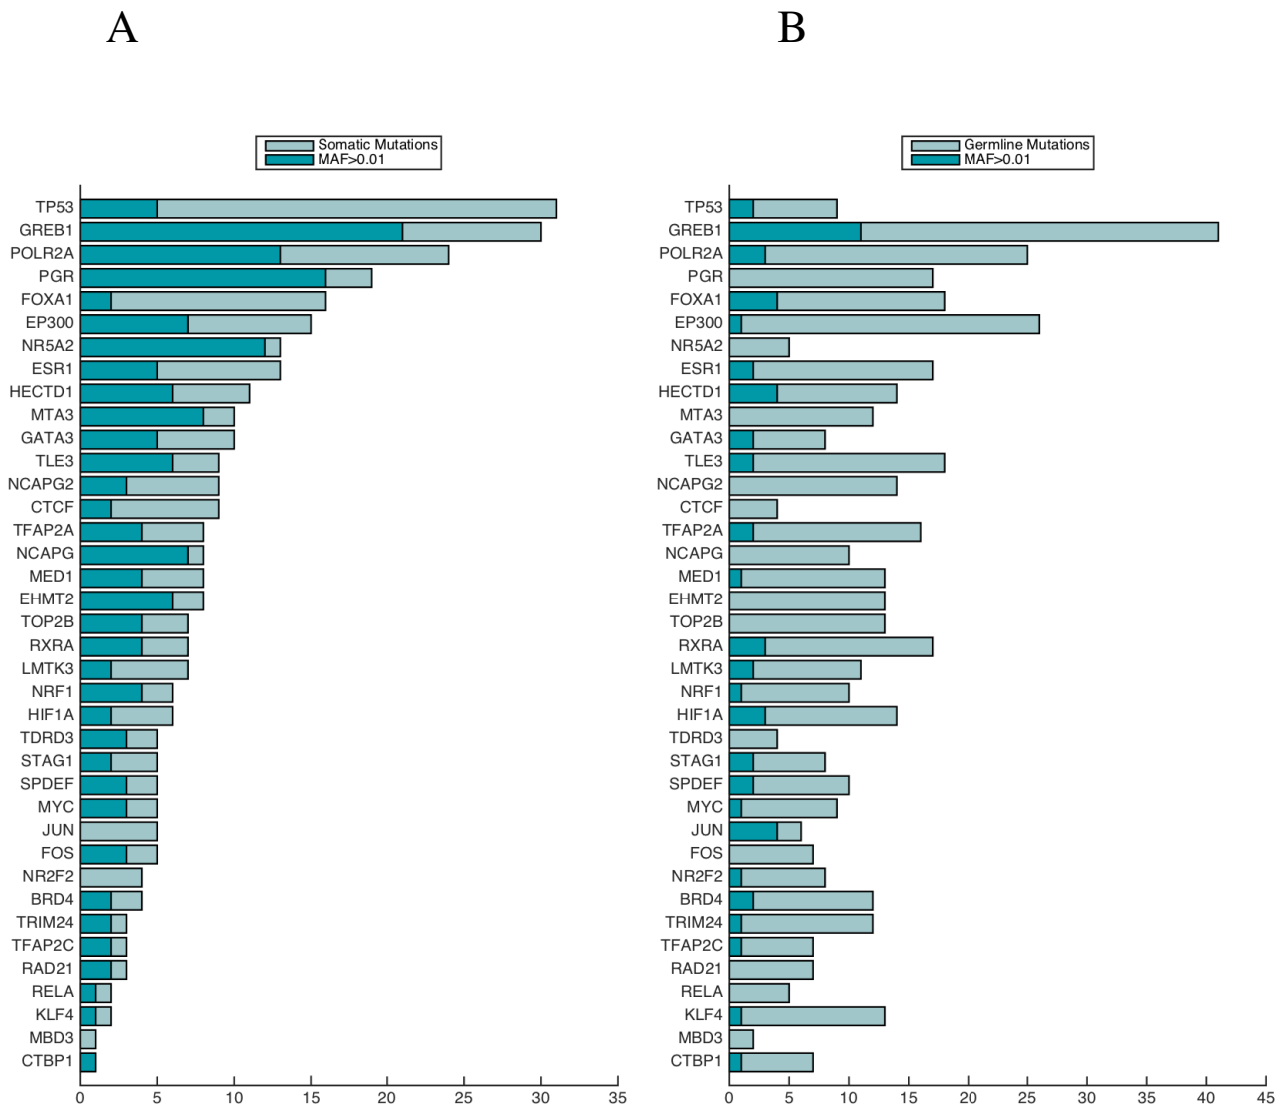 A
B
Somatic Mutations
MAF>0.01
Germline Mutations
MAF>0.01
TP53
GREB1
POLR2A
PGR
FOXA1
EP300
NR5A2
ESR1
HECTD1
MTA3
GATA3
TLE3
NCAPG2
CTCF
TFAP2A
NCAPG
MED1
EHMT2
TOP2B
RXRA
LMTK3
NRF1
HIF1A
TDRD3
STAG1
SPDEF
MYC
JUN
FOS
NR2F2
BRD4
TRIM24
TFAP2C
RAD21
RELA
KLF4
MBD3
CTBP1
0 5 10 15 20 25 30 35
TP53
GREB1
POLR2A
PGR
FOXA1
EP300
NR5A2
ESR1
HECTD1
MTA3
GATA3
TLE3
NCAPG2
CTCF
TFAP2A
NCAPG
MED1
EHMT2
TOP2B
RXRA
LMTK3
NRF1
HIF1A
TDRD3
STAG1
SPDEF
MYC
JUN
FOS
NR2F2
BRD4
TRIM24
TFAP2C
RAD21
RELA
KLF4
MBD3
CTBP1
0 5 10 15 20 25 30 35 40 45